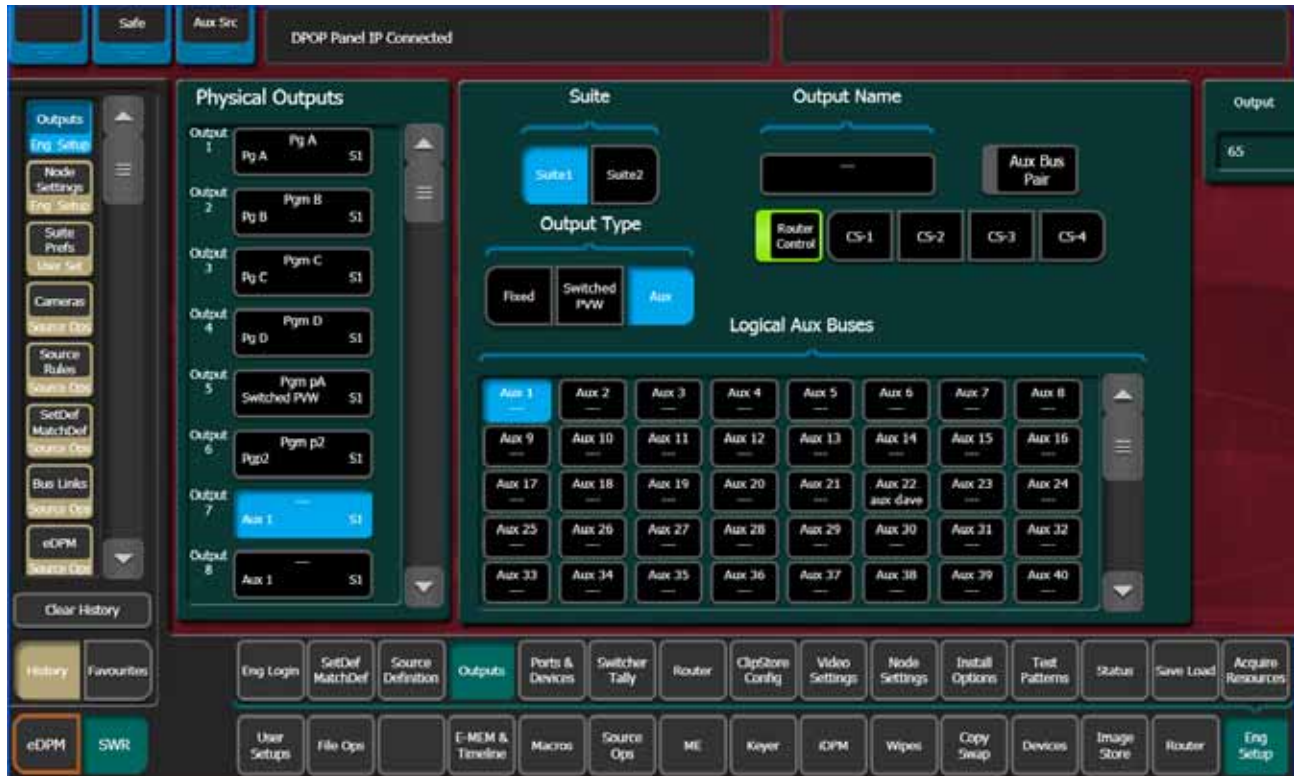 Safe
Aux Src
DPOP Panel IP Connected
Outputs
Eng Setup
Node
Settings
Eng Setup
Suite
Prefs
User Set
Cameras
Source Ops
Source
Rules
Source Ops
SetDef
MatchDef
Source Ops
Bus Links
Source Ops
eDPM
Source Ops
Clear History
History
Favourites
Physical Outputs
Output
1
Pg A
Pg A S1
Output
2
Pgm B
Pg B S1
Output
3
Pgm C
Pg C S1
Output
4
Pgm D
Pg D S1
Output
5
Pgm pA
Switched PVW S1
Output
6
Pgm p2
Pgp2 S1
Output
7
---
Aux 1 S1
Output
8
---
Aux 1 S1
Suite
Suite1
Suite2
Output Type
Fixed
Switched
PVW
Aux
Output Name
---
Aux Bus
Pair
Router
Control
CS-1
CS-2
CS-3
CS-4
Logical Aux Buses
Aux 1
---
Aux 2
---
Aux 3
---
Aux 4
---
Aux 5
---
Aux 6
---
Aux 7
---
Aux 8
---
Aux 9
---
Aux 10
---
Aux 11
---
Aux 12
---
Aux 13
---
Aux 14
---
Aux 15
---
Aux 16
---
Aux 17
---
Aux 18
---
Aux 19
---
Aux 20
---
Aux 21
---
Aux 22
aux dave
Aux 23
---
Aux 24
---
Aux 25
---
Aux 26
---
Aux 27
---
Aux 28
---
Aux 29
---
Aux 30
---
Aux 31
---
Aux 32
---
Aux 33
---
Aux 34
---
Aux 35
---
Aux 36
---
Aux 37
---
Aux 38
---
Aux 39
---
Aux 40
---
Output
65
Eng Login
SetDef
MatchDef
Source
Definition
Outputs
Ports &
Devices
Switcher
Tally
Router
ClipStore
Config
Video
Settings
Node
Settings
Install
Options
Test
Patterns
Status
Save Load
Acquire
Resources
eDPM
SWR
User
Setups
File Ops
E-MEM &
Timeline
Macros
Source
Ops
ME
Keyer
iDPM
Wipes
Copy
Swap
Devices
Image
Store
Router
Eng
Setup